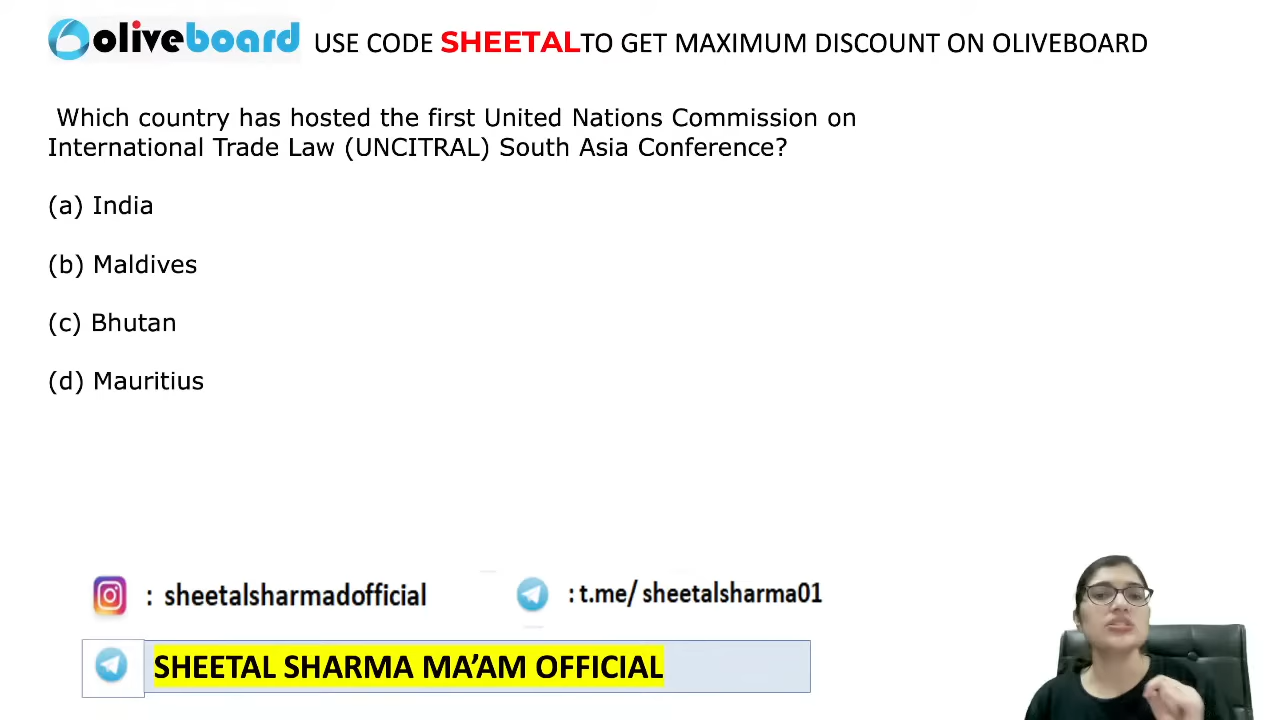 oliveboard USE CODE SHEETALTO GET MAXIMUM DISCOUNT ON OLIVEBOARD
Which country has hosted the first United Nations Commission on
International Trade Law (UNCITRAL) South Asia Conference?
(a) India
(b) Maldives
(c) Bhutan
(d) Mauritius
: sheetalsharmadofficial : t.me/ sheetalsharma01
SHEETAL SHARMA MA’AM OFFICIAL